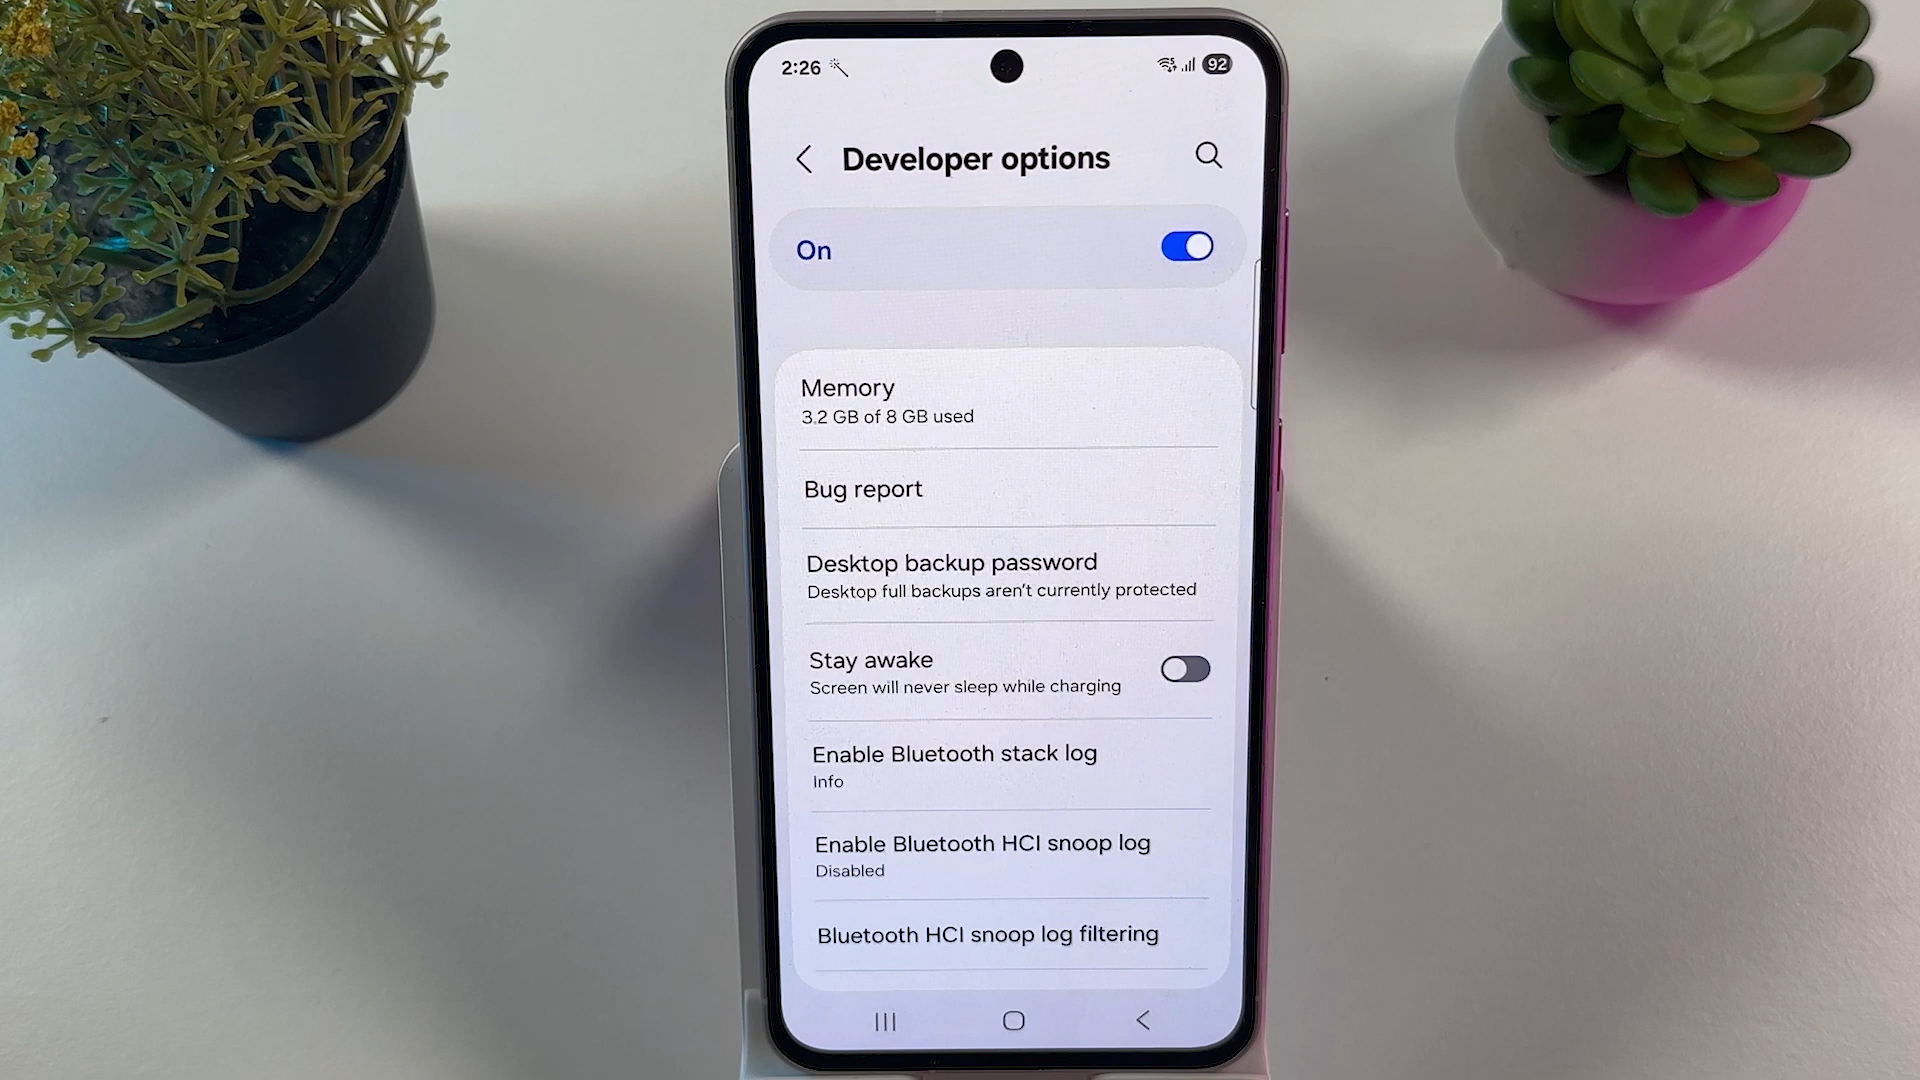 2:26
92
Developer options
On
Memory
3.2 GB of 8 GB used
Bug report
Desktop backup password
Desktop full backups aren't currently protected
Stay awake
Screen will never sleep while charging
Enable Bluetooth stack log
Info
Enable Bluetooth HCI snoop log
Disabled
Bluetooth HCI snoop log filtering